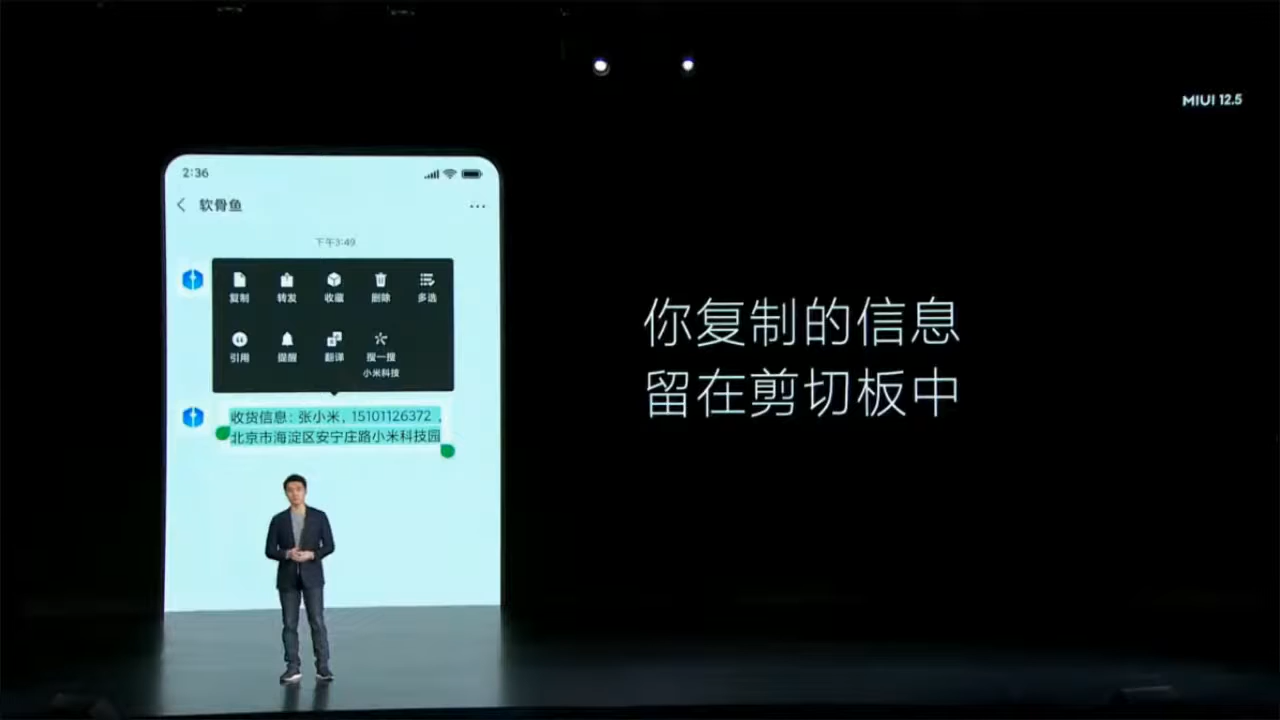 MIUI 12.5
2:36
软骨鱼
下午3:49
复制 转发 收藏 删除 多选
引用 提醒 翻译 搜一搜
小米科技
收货信息：张小米，15101126372，
北京市海淀区安宁庄路小米科技园
你复制的信息
留在剪切板中